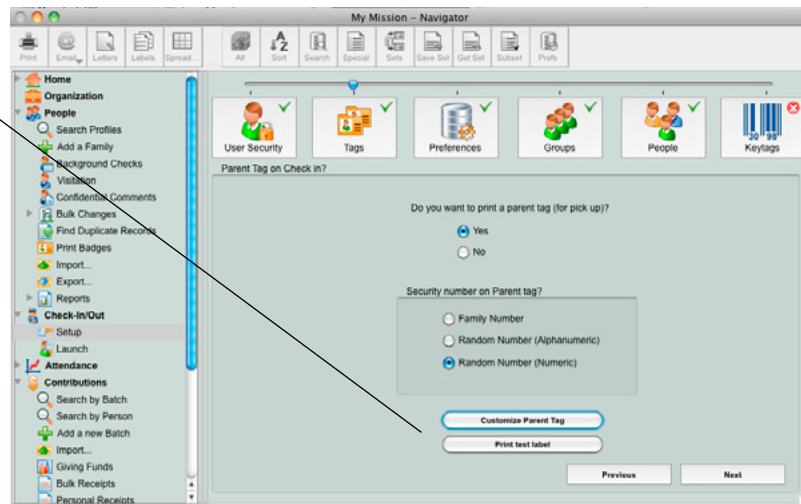 My Mission – Navigator
Print Email Letters Labels Spread... All Sort Search Special Sets Save Set Get Set Subset Prefs
Home
Organization
People
Search Profiles
Add a Family
Background Checks
Visitation
Confidential Comments
Bulk Changes
Find Duplicate Records
Print Badges
Import...
Export...
Reports
Check-In/Out
Setup
Launch
Attendance
Contributions
Search by Batch
Search by Person
Add a new Batch
Import...
Giving Funds
Bulk Receipts
Personal Receipts
User Security Tags Preferences Groups People Keytags
Parent Tag on Check in?
Do you want to print a parent tag (for pick up)?
Yes
No
Security number on Parent tag?
Family Number
Random Number (Alphanumeric)
Random Number (Numeric)
Customize Parent Tag
Print test label
Previous Next